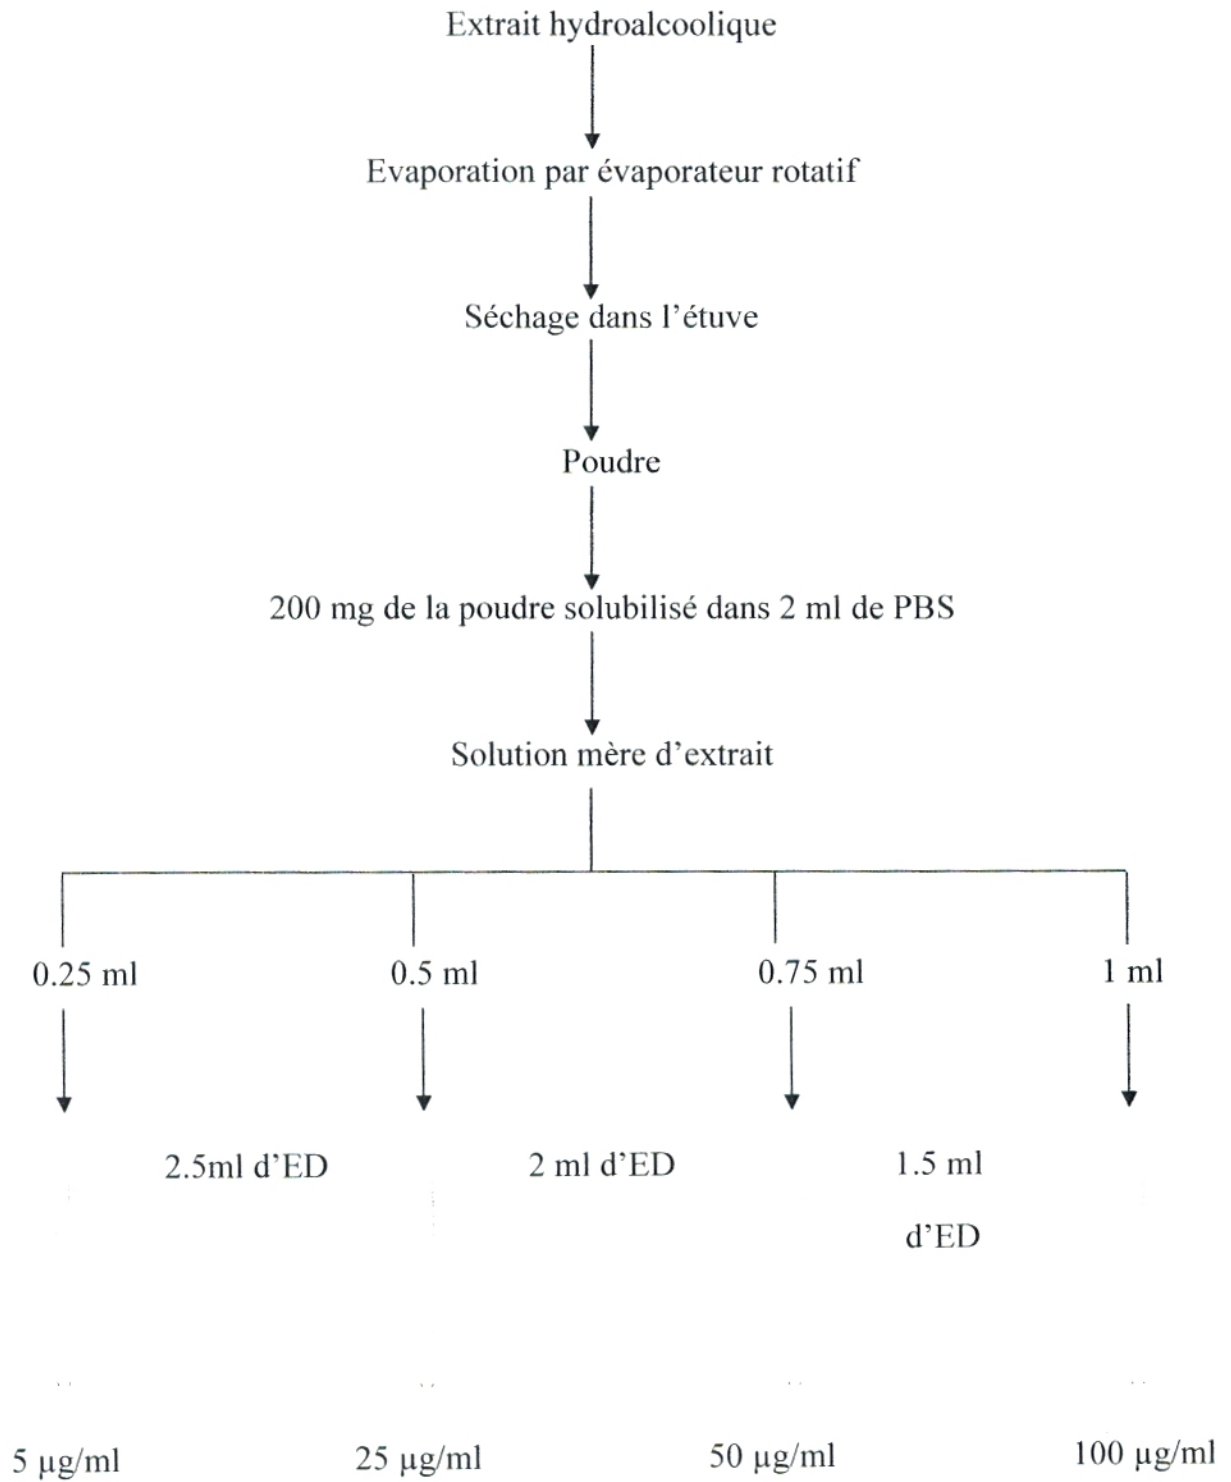 Extrait hydroalcoolique
Evaporation par évaporateur rotatif
Séchage dans l'étuve
Poudre
200 mg de la poudre solubilisé dans 2 ml de PBS
Solution mère d'extrait
0.25 ml
0.5 ml
0.75 ml
1 ml
2.5ml d'ED
2 ml d'ED
1.5 ml
d'ED
5 µg/ml
25 µg/ml
50 µg/ml
100 µg/ml